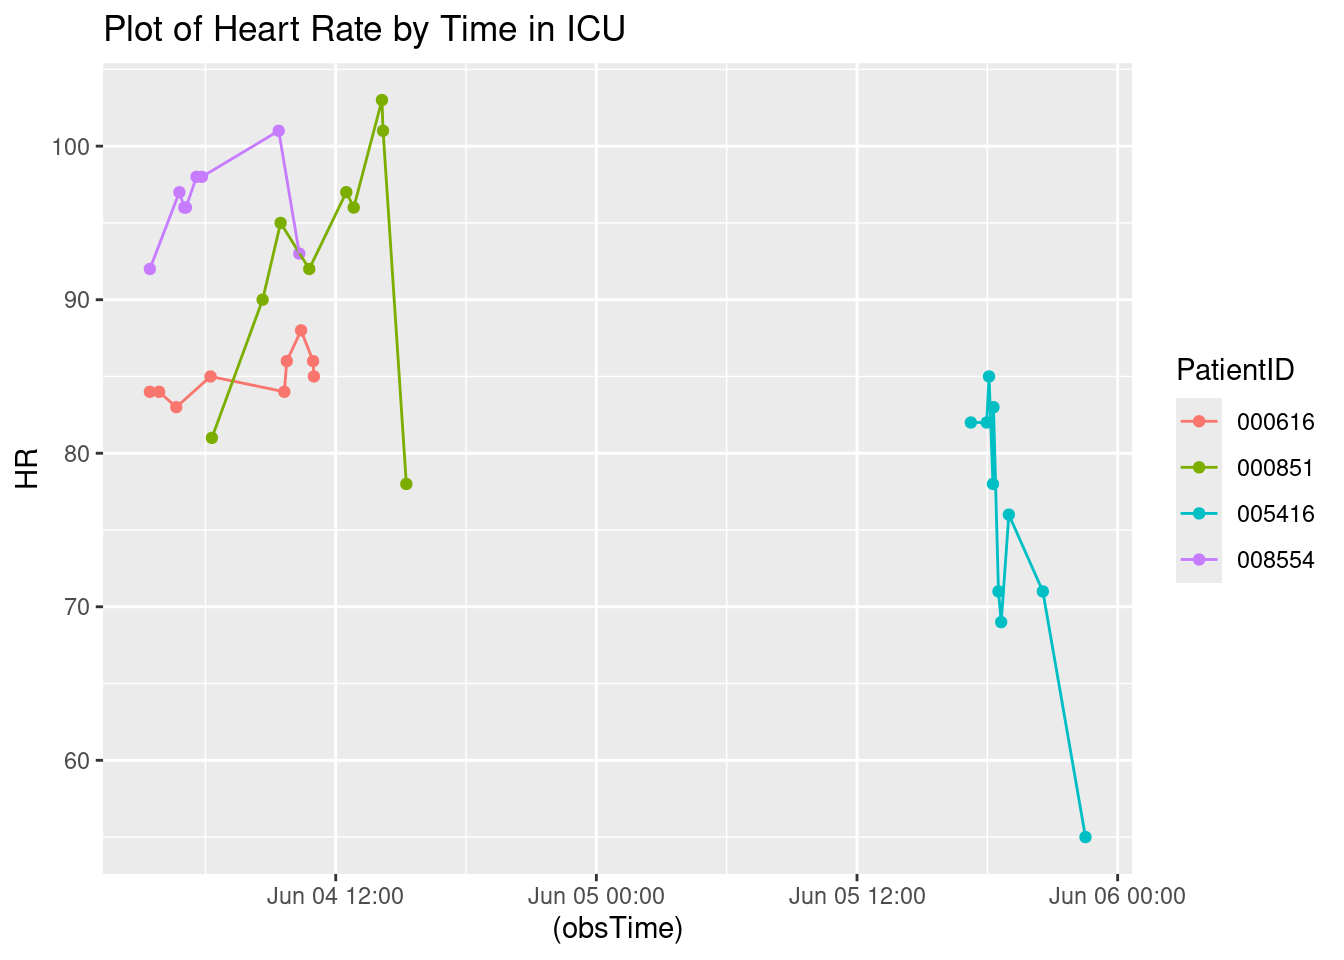 Plot of Heart Rate by Time in ICU
100
90
80
70
60
HR
Jun 04 12:00
Jun 05 00:00
Jun 05 12:00
Jun 06 00:00
(obsTime)
PatientID
000616
000851
005416
008554